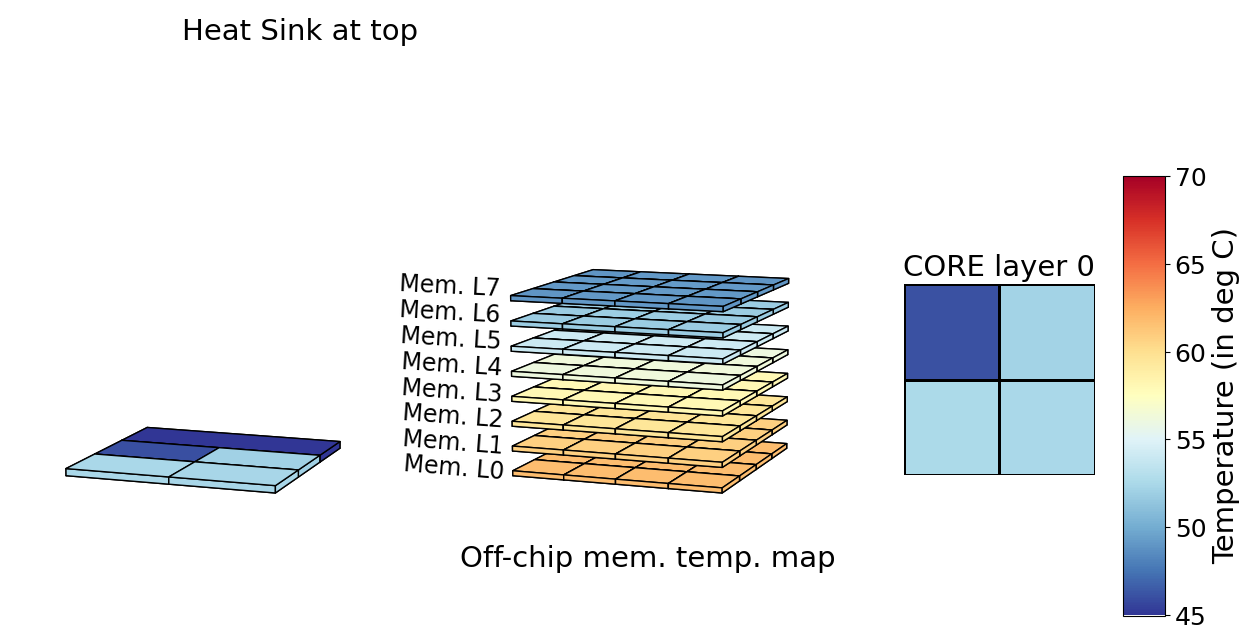 Heat Sink at top
Mem. L7
Mem. L6
Mem. L5
Mem. L4
Mem. L3
Mem. L2
Mem. L1
Mem. L0
Off-chip mem. temp. map
CORE layer 0
70
65
60
55
50
45
Temperature (in deg C)